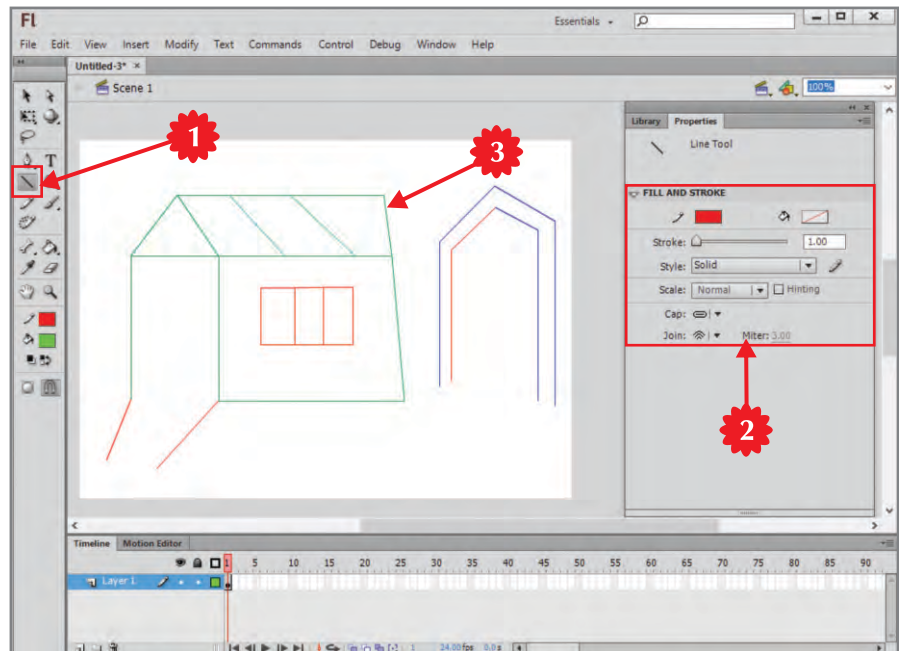 Fl
Essentials
File Edit View Insert Modify Text Commands Control Debug Window Help
Untitled-3* ×
Scene 1
100%
1
3
2
Library Properties
Line Tool
FILL AND STROKE
Stroke: 1.00
Style: Solid
Scale: Normal Hinting
Cap:
Join: Miter: 3.00
T
Timeline Motion Editor
1 5 10 15 20 25 30 35 40 45 50 55 60 65 70 75 80 85 90
Layer 1
1 24.00 fps 0.0 s